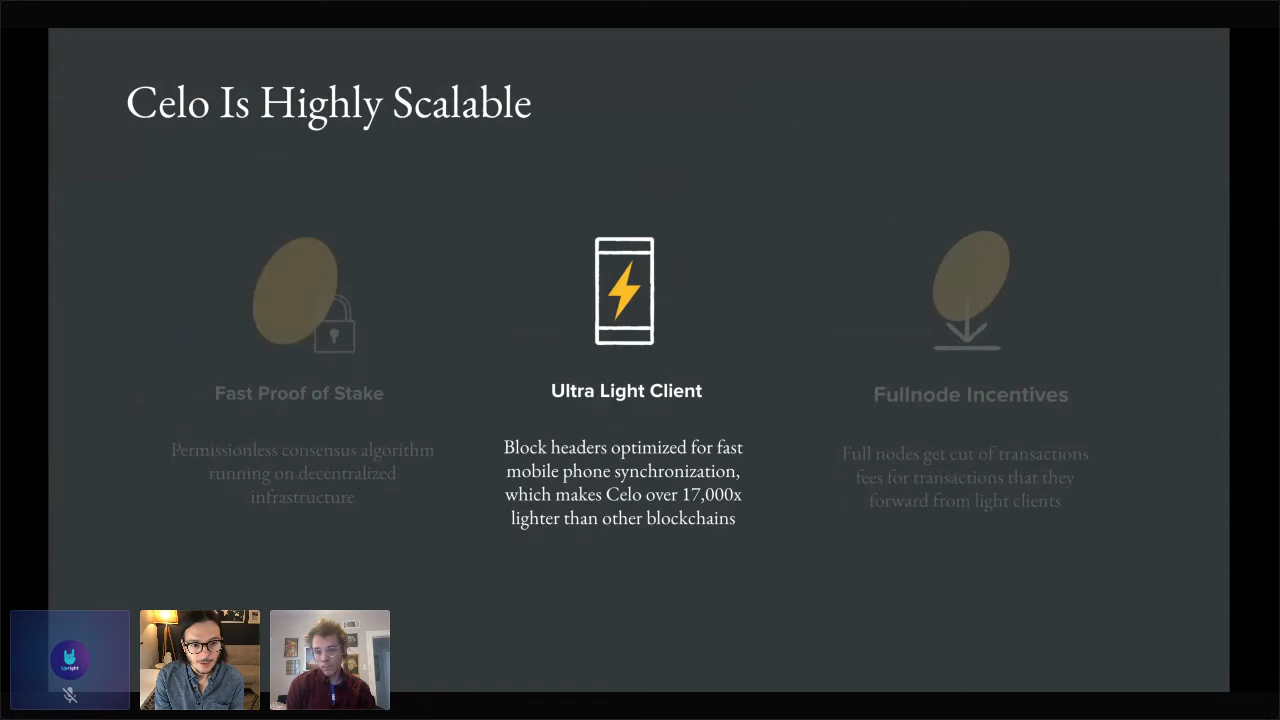 Celo Is Highly Scalable
Fast Proof of Stake
Permissionless consensus algorithm
running on decentralized
infrastructure
Ultra Light Client
Block headers optimized for fast
mobile phone synchronization,
which makes Celo over 17,000x
lighter than other blockchains
Fullnode Incentives
Full nodes get cut of transactions
fees for transactions that they
forward from light clients
Upright